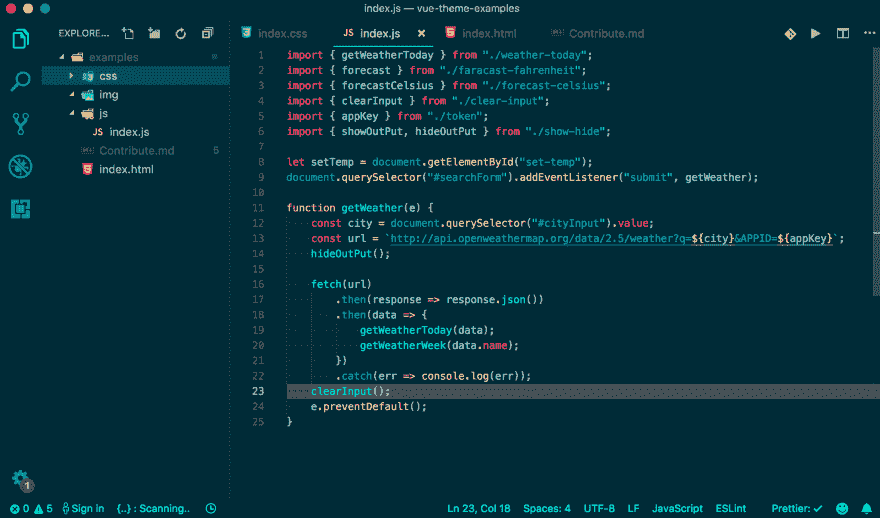 index.js — vue-theme-examples
EXPLORE...
index.css
JS index.js ×
index.html
Contribute.md
examples
css
img
js
JS index.js
Contribute.md 5
index.html
1 import { getWeatherToday } from "./weather-today";
2 import { forecast } from "./faracast-fahrenheit";
3 import { forecastCelsius } from "./forecast-celsius";
4 import { clearInput } from "./clear-input";
5 import { appKey } from "./token";
6 import { showOutPut, hideOutPut } from "./show-hide";
7
8 let setTemp = document.getElementById("set-temp");
9 document.querySelector("#searchForm").addEventListener("submit", getWeather);
10
11 function getWeather(e) {
12 const city = document.querySelector("#cityInput").value;
13 const url = `http://api.openweathermap.org/data/2.5/weather?q=${city}&APPID=${appKey}`;
14 hideOutPut();
15
16 fetch(url)
17 .then(response => response.json())
18 .then(data => {
19 getWeatherToday(data);
20 getWeatherWeek(data.name);
21 })
22 .catch(err => console.log(err));
23 clearInput();
24 e.preventDefault();
25 }
1
0 5 Sign in {..} : Scanning.. Ln 23, Col 18 Spaces: 4 UTF-8 LF JavaScript ESLint Prettier: ✓